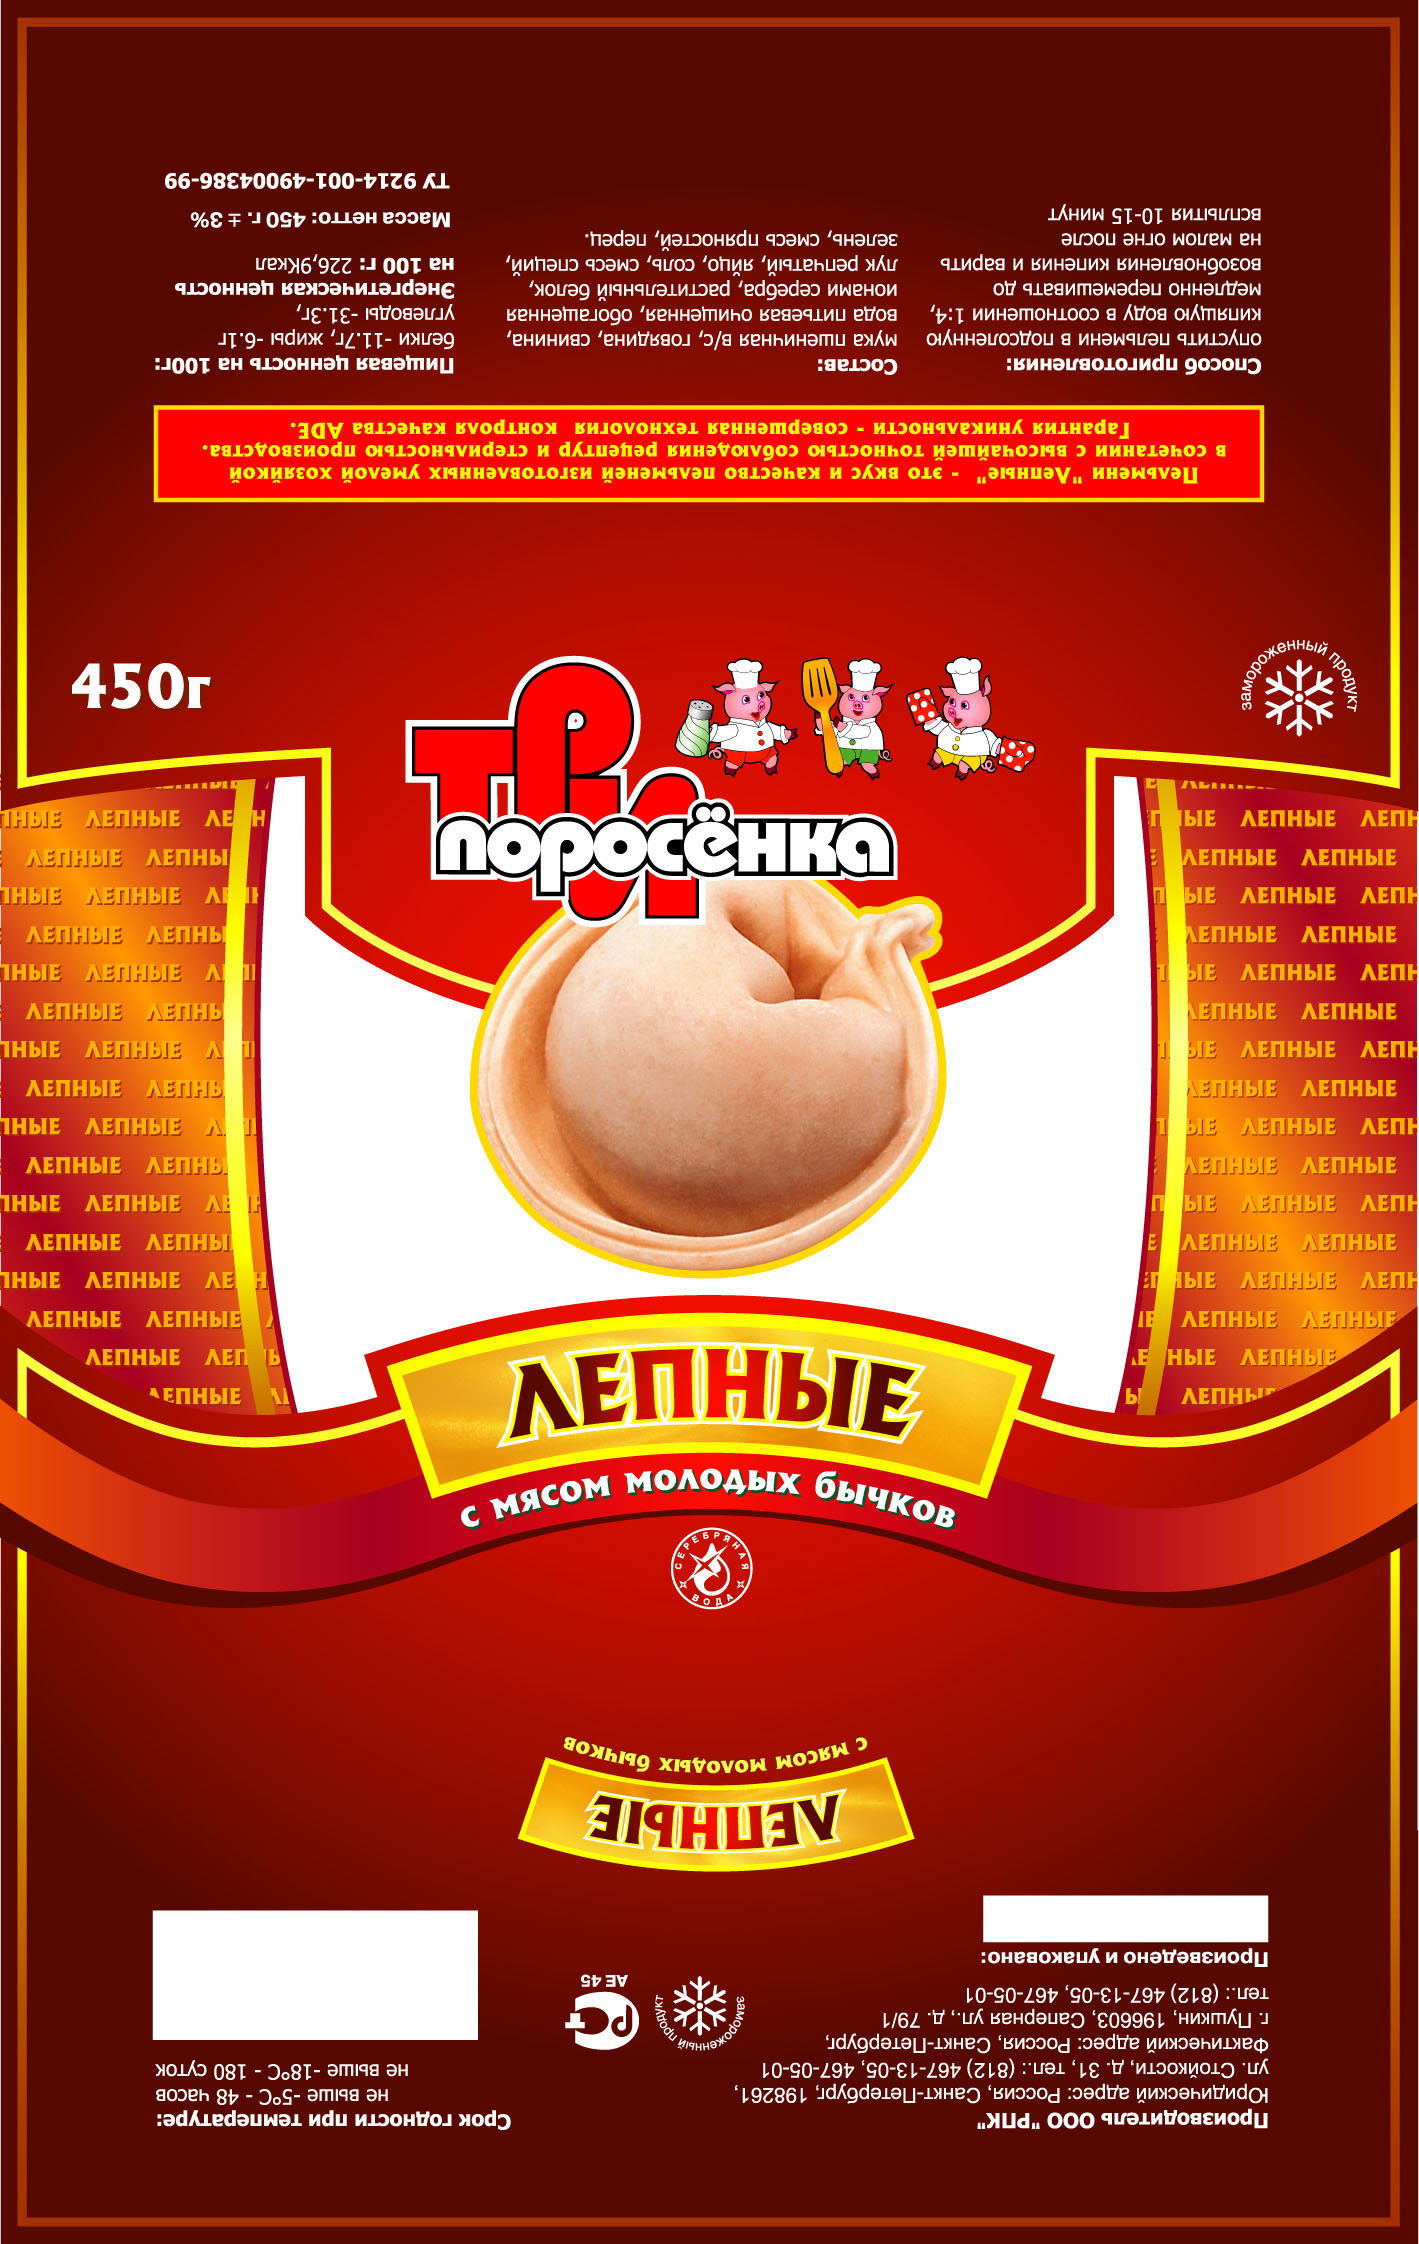 Способ приготовления:
опустить пельмени в подсоленную
кипящую воду в соотношении 1:4,
медленно перемешивать до
возобновления кипения и варить
на малом огне после
всплытия 10-15 минут
Состав:
мука пшеничная в/с, говядина, свинина,
вода питьевая очищенная, обогащенная
ионами серебра, растительный белок,
лук репчатый, яйцо, соль, смесь специй,
зелень, смесь пряностей, перец.
Пищевая ценность на 100г:
белки -11.7г, жиры -6.1г
углеводы -31.3г,
Энергетическая ценность
на 100 г: 226,9Ккал
Масса нетто: 450 г. ± 3%
ТУ 9214-001-49004386-99
Пельмени "Лепные" - это вкус и качество пельменей изготовленных умелой хозяйкой
в сочетании с высочайшей точностью соблюдения рецептур и стерильностью производства.
Гарантия уникальности - совершенная технология контроля качества ADE.
450г
ТРИ
поросёнка
замороженный продукт
ЛЕПНЫЕ
с мясом молодых бычков
СЕРЕБРЯНАЯ
ВОДА
ЛЕПНЫЕ
с мясом молодых бычков
Производитель ООО "РПК"
Юридический адрес: Россия, Санкт-Петербург, 198261,
ул. Стойкости, д. 31, тел.: (812) 467-13-05, 467-05-01
Фактический адрес: Россия, Санкт-Петербург,
г. Пушкин, 196603, Саперная ул., д. 79/1
тел.: (812) 467-13-05, 467-05-01
Произведено и упаковано:
замороженный продукт
АЕ 45
Срок годности при температуре:
не выше -5°С - 48 часов
не выше -18°С - 180 суток